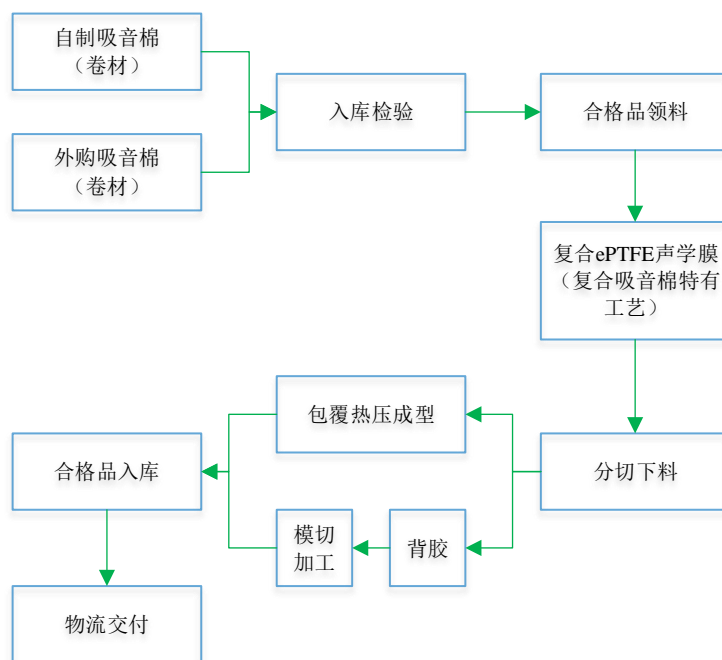 自制吸音棉
（卷材）
入库检验
合格品领料
外购吸音棉
（卷材）
复合ePTFE声学膜
（复合吸音棉特有
工艺）
包覆热压成型
合格品入库
分切下料
模切
加工
背胶
物流交付